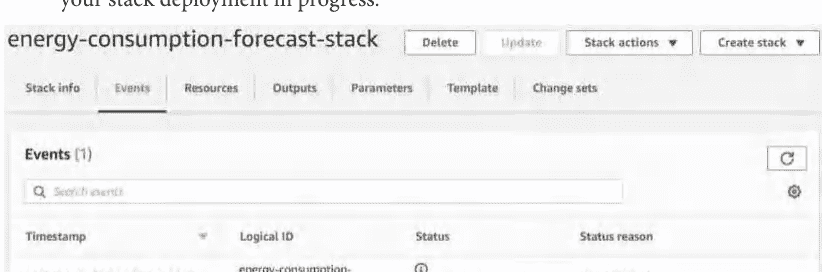 your stack deployment in progress.
energy-consumption-forecast-stack Delete Update Stack actions Create stack
Stack info Events Resources Outputs Parameters Template Change sets
Events (1)
Search events
Timestamp Logical ID Status Status reason
energy-consumption-